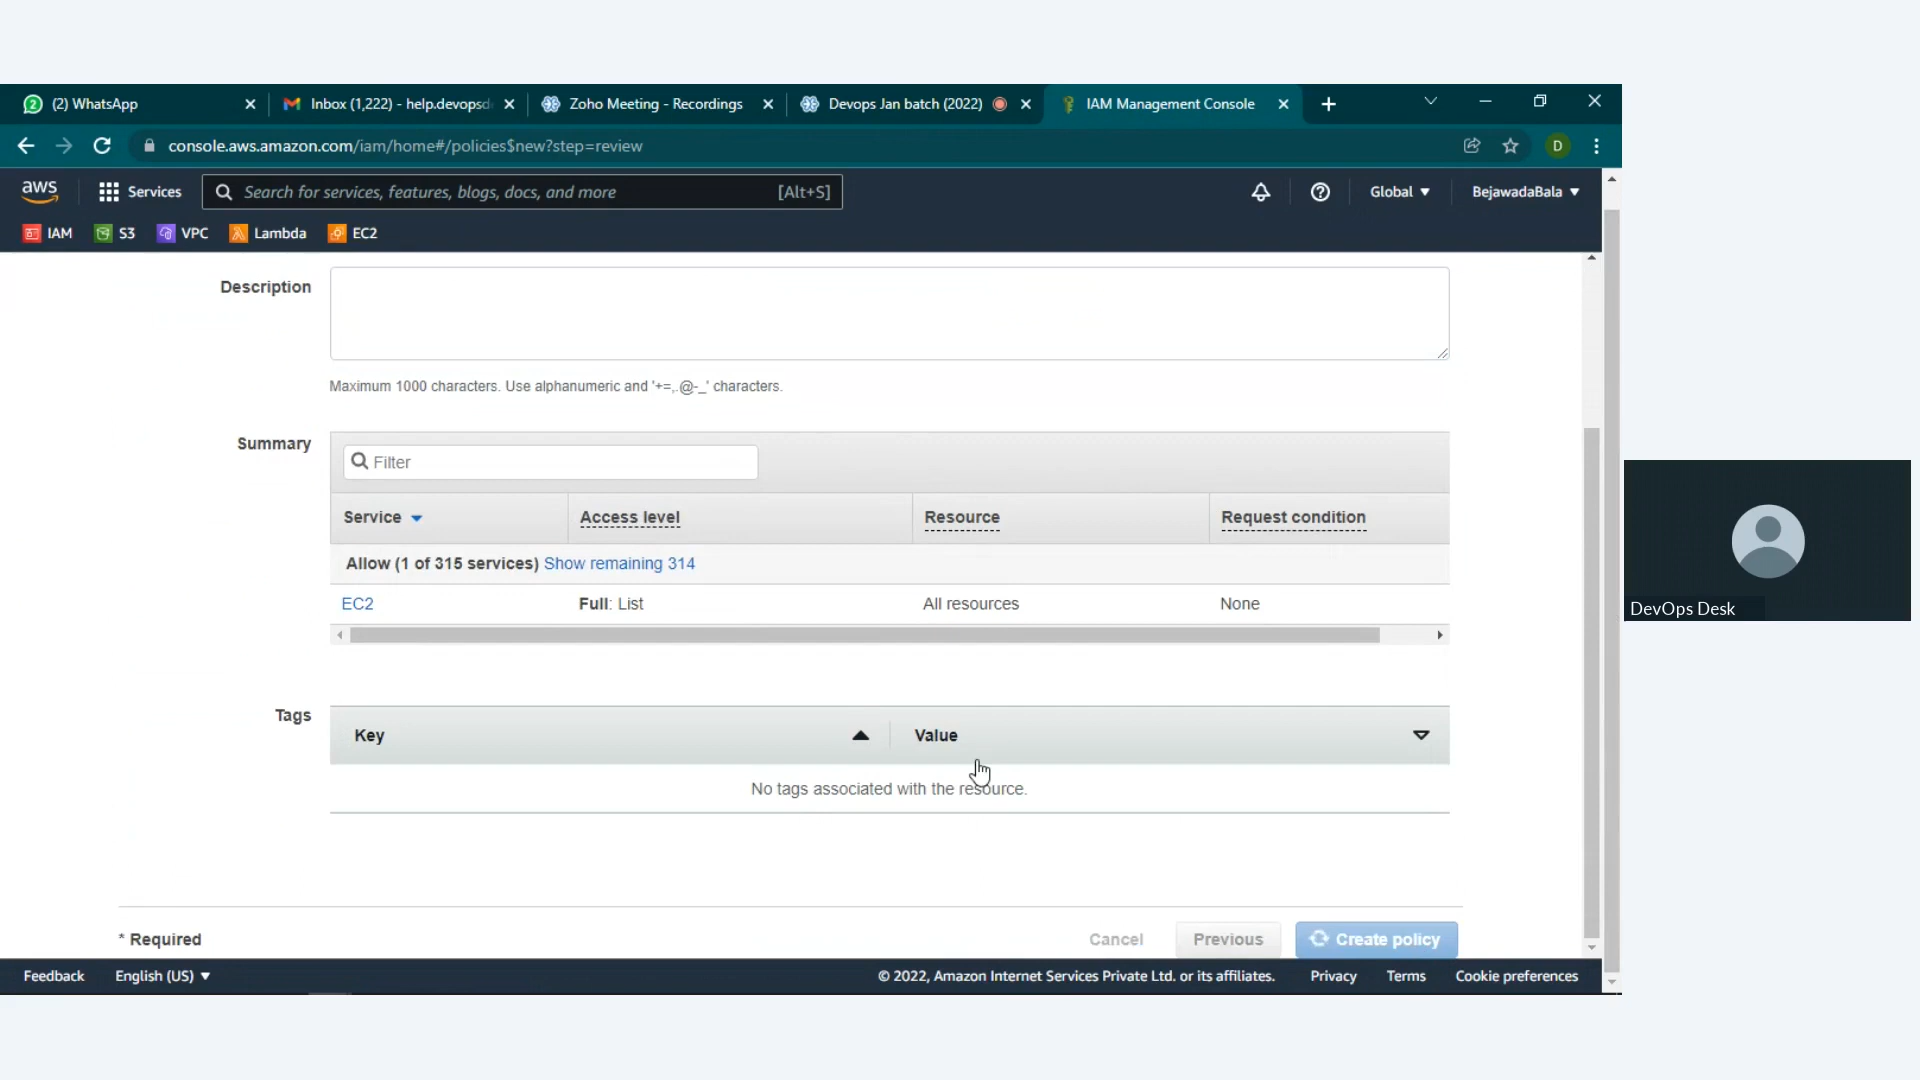 2 (2) WhatsApp
Inbox (1,222) - help.devopsd
Zoho Meeting - Recordings
Devops Jan batch (2022)
IAM Management Console
console.aws.amazon.com/iam/home#/policies$new?step=review
D
aws
Services
Search for services, features, blogs, docs, and more
[Alt+S]
Global
BejawadaBala
IAM
S3
VPC
Lambda
EC2
Description
Maximum 1000 characters. Use alphanumeric and '+=,.@-_' characters.
Summary
Filter
Service
Access level
Resource
Request condition
Allow (1 of 315 services) Show remaining 314
EC2
Full: List
All resources
None
Tags
Key
Value
No tags associated with the resource.
* Required
Cancel
Previous
Create policy
DevOps Desk
Feedback
English (US)
© 2022, Amazon Internet Services Private Ltd. or its affiliates.
Privacy
Terms
Cookie preferences